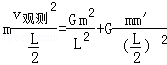 m v观测² / (L/2) = Gm² / L² + G mm′ / (L/2)²